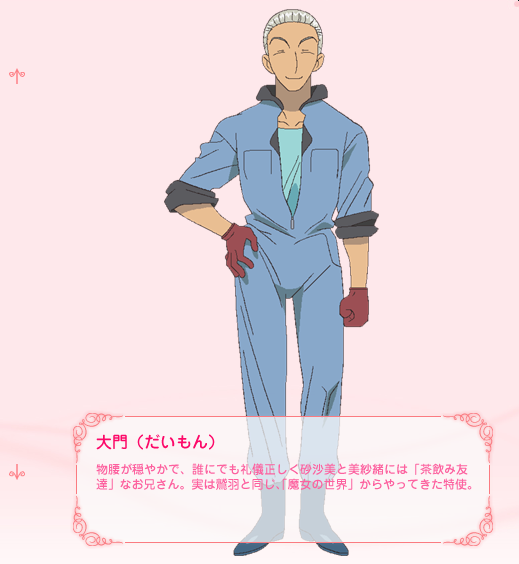 大門（だいもん）
物腰が穏やかで、誰にでも礼儀正しく砂沙美と美紗緒には「茶飲み友
達」なお兄さん。実は鷲羽と同じ、「魔女の世界」からやってきた特使。